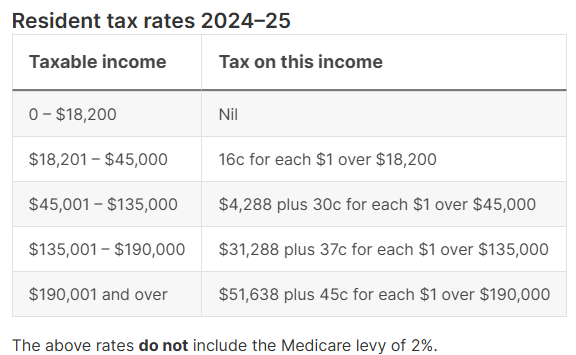 Resident tax rates 2024–25
Taxable income Tax on this income
0 – $18,200 Nil
$18,201 – $45,000 16c for each $1 over $18,200
$45,001 – $135,000 $4,288 plus 30c for each $1 over $45,000
$135,001 – $190,000 $31,288 plus 37c for each $1 over $135,000
$190,001 and over $51,638 plus 45c for each $1 over $190,000
The above rates do not include the Medicare levy of 2%.